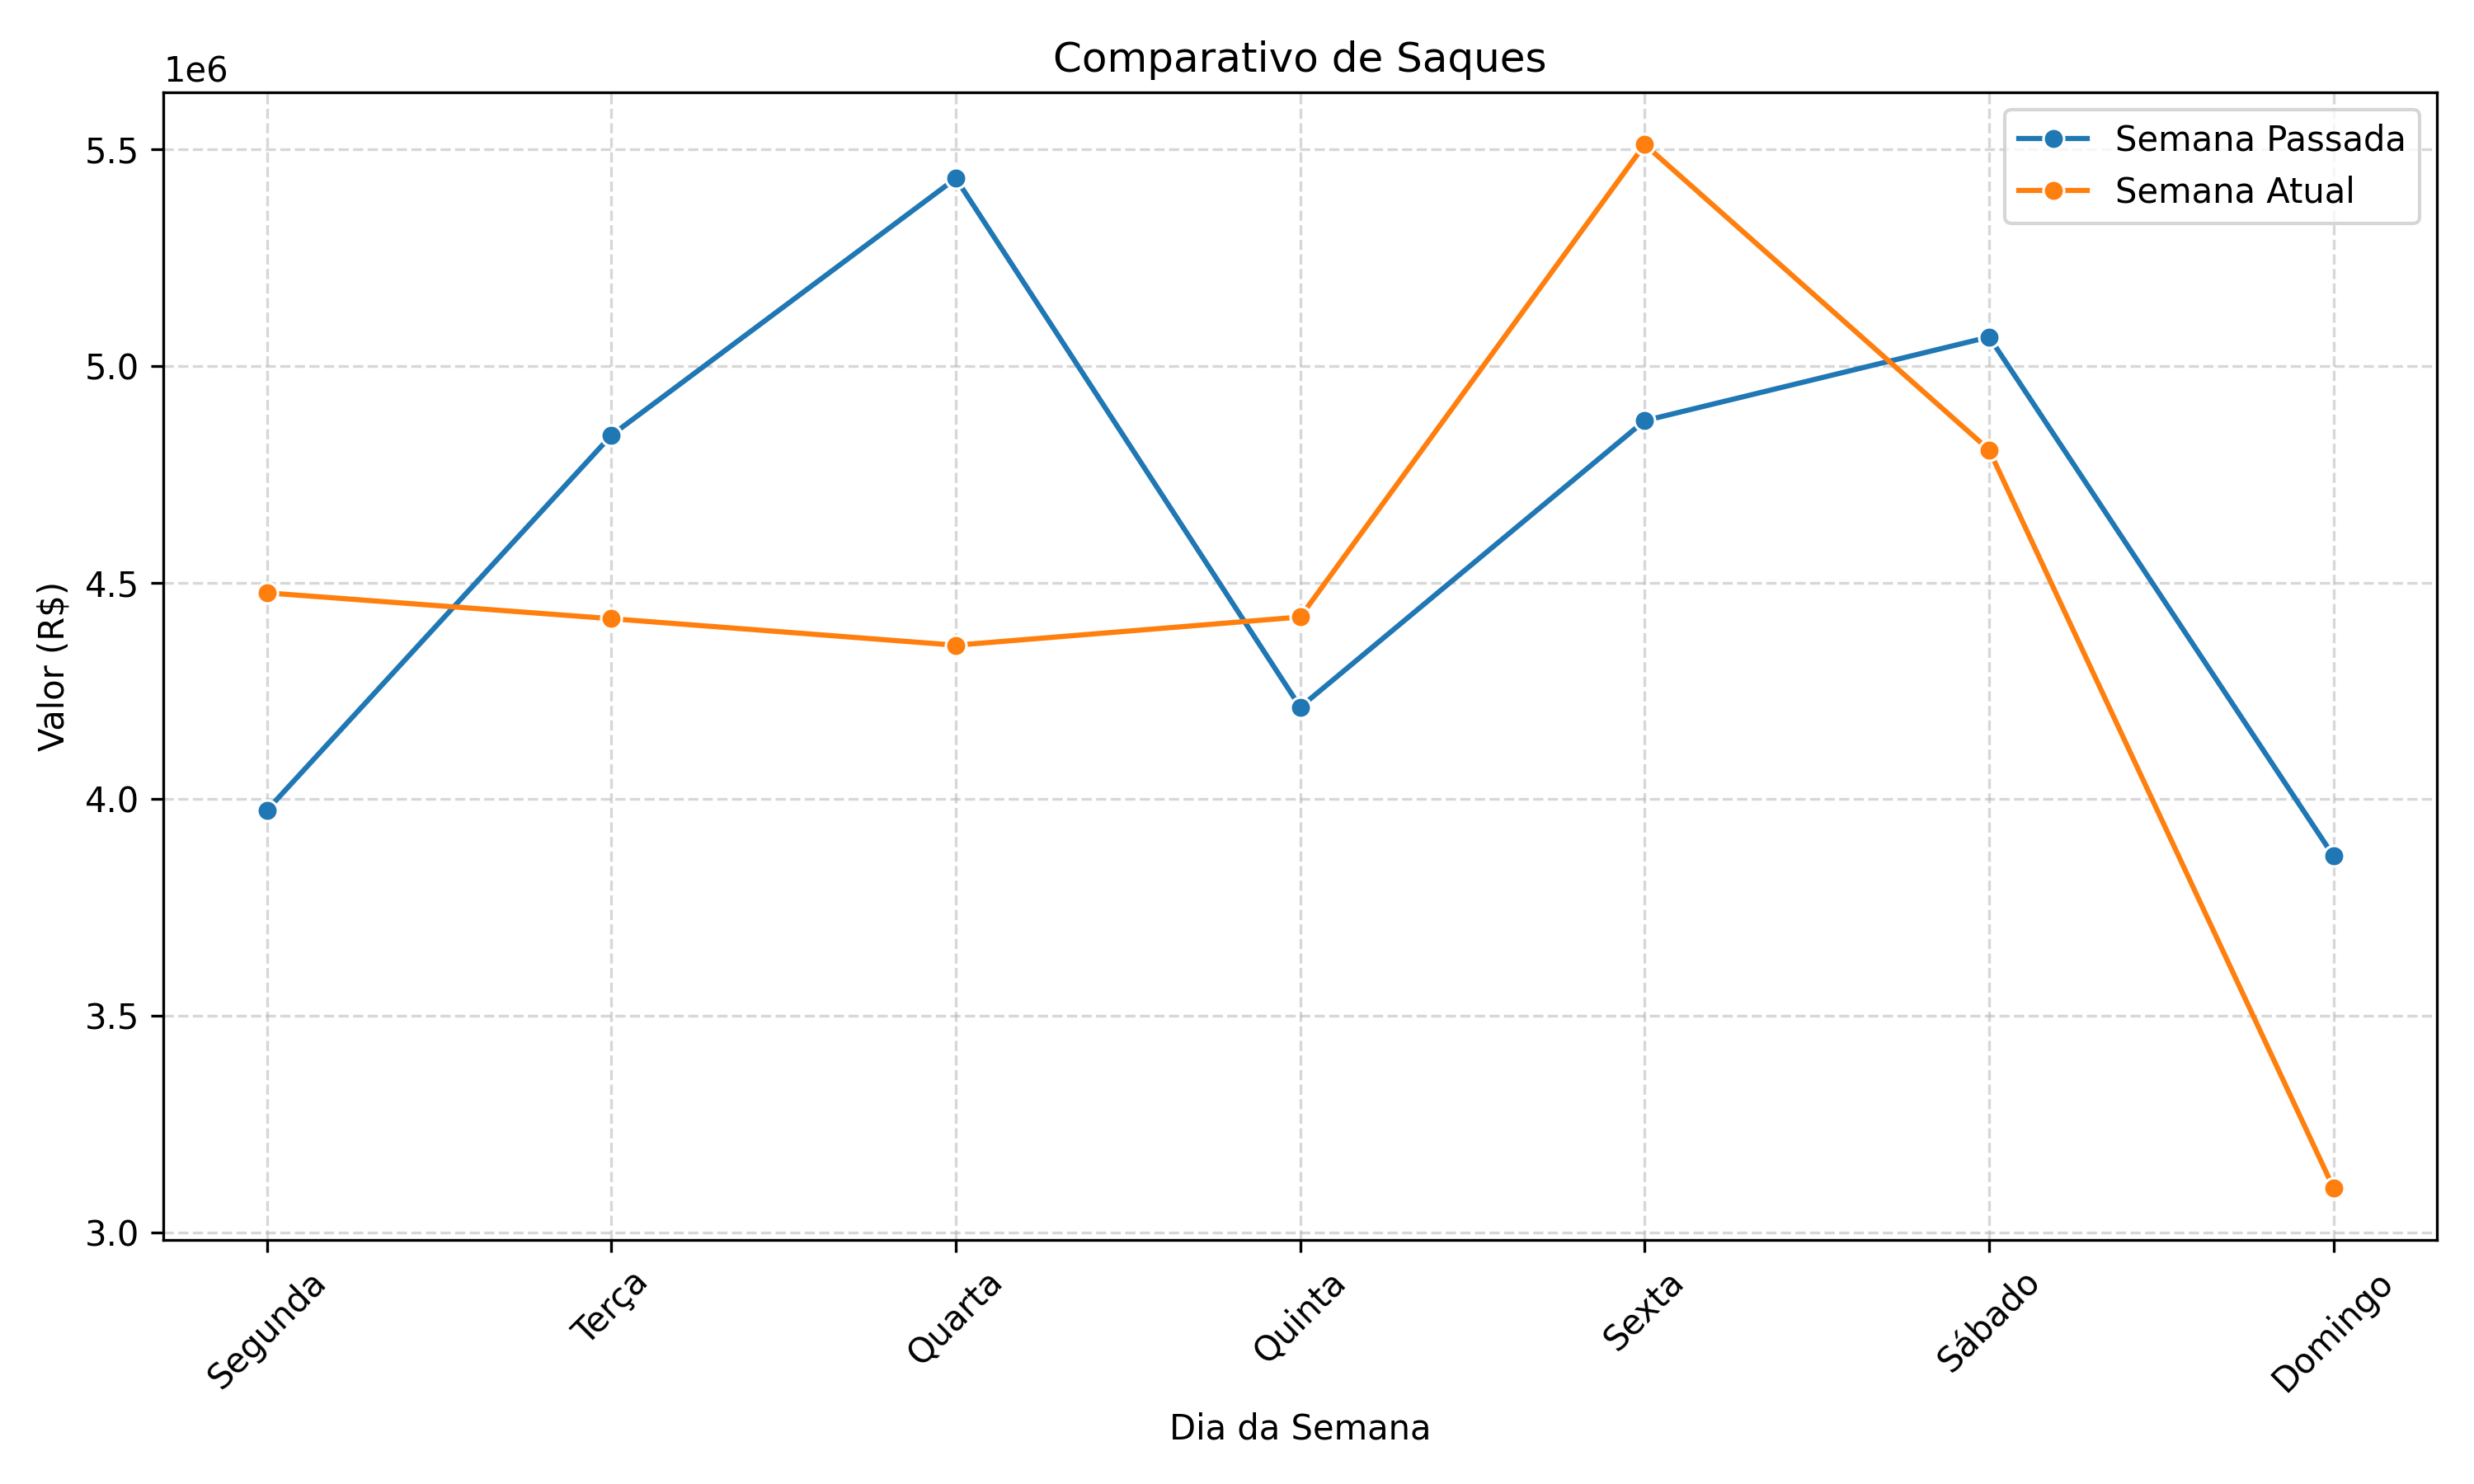 Comparativo de Saques
1e6
5.5
5.0
4.5
4.0
3.5
3.0
Valor (R$)
Semana Passada
Semana Atual
Segunda
Terça
Quarta
Quinta
Sexta
Sábado
Domingo
Dia da Semana